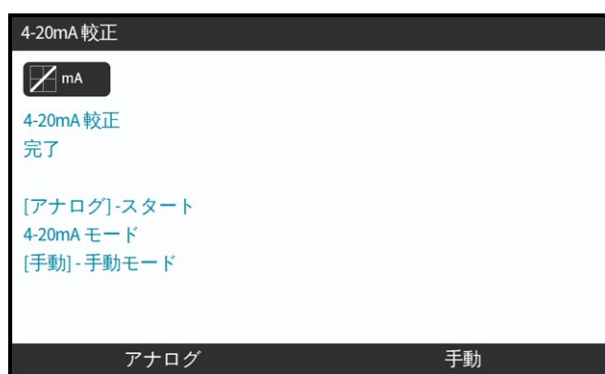 4-20mA 較正
mA
4-20mA 較正
完了
[アナログ] -スタート
4-20mA モード
[手動] - 手動モード
アナログ 手動